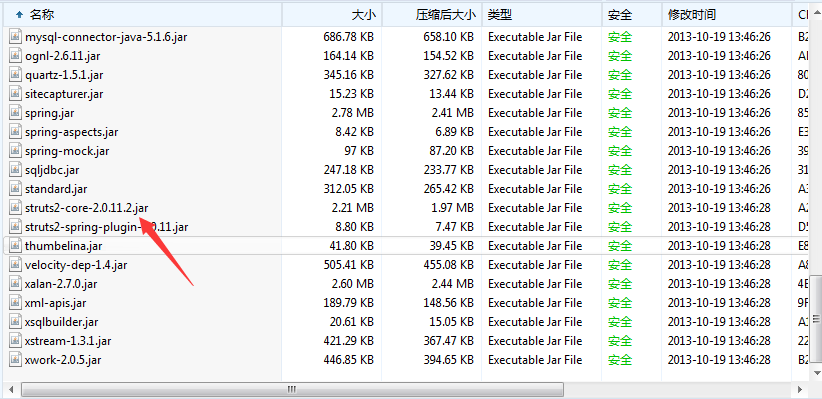 名称 大小 压缩后大小 类型 安全 修改时间 CI
mysql-connector-java-5.1.6.jar 686.78 KB 658.10 KB Executable Jar File 安全 2013-10-19 13:46:26 B2
ognl-2.6.11.jar 164.14 KB 154.52 KB Executable Jar File 安全 2013-10-19 13:46:26
quartz-1.5.1.jar 345.16 KB 327.62 KB Executable Jar File 安全 2013-10-19 13:46:26 80
sitecapturer.jar 15.23 KB 13.44 KB Executable Jar File 安全 2013-10-19 13:46:26 D2
spring.jar 2.78 MB 2.41 MB Executable Jar File 安全 2013-10-19 13:46:26 85
spring-aspects.jar 8.42 KB 6.89 KB Executable Jar File 安全 2013-10-19 13:46:26 E3
spring-mock.jar 97 KB 87.20 KB Executable Jar File 安全 2013-10-19 13:46:26 39
sqljdbc.jar 247.18 KB 233.77 KB Executable Jar File 安全 2013-10-19 13:46:26 31
standard.jar 312.05 KB 265.42 KB Executable Jar File 安全 2013-10-19 13:46:26
struts2-core-2.0.11.2.jar 2.21 MB 1.97 MB Executable Jar File 安全 2013-10-19 13:46:28
struts2-spring-plugin- .0.11.jar 8.80 KB 7.47 KB Executable Jar File 安全 2013-10-19 13:46:28
thumbelina.jar 41.80 KB 39.45 KB Executable Jar File 安全 2013-10-19 13:46:28 E8
velocity-dep-1.4.jar 505.41 KB 455.08 KB Executable Jar File 安全 2013-10-19 13:46:28
xalan-2.7.0.jar 2.60 MB 2.44 MB Executable Jar File 安全 2013-10-19 13:46:28
xml-apis.jar 189.79 KB 148.56 KB Executable Jar File 安全 2013-10-19 13:46:28
xsqlbuilder.jar 20.61 KB 15.05 KB Executable Jar File 安全 2013-10-19 13:46:28
xstream-1.3.1.jar 421.29 KB 367.47 KB Executable Jar File 安全 2013-10-19 13:46:28 22
xwork-2.0.5.jar 446.85 KB 394.65 KB Executable Jar File 安全 2013-10-19 13:46:28 B2